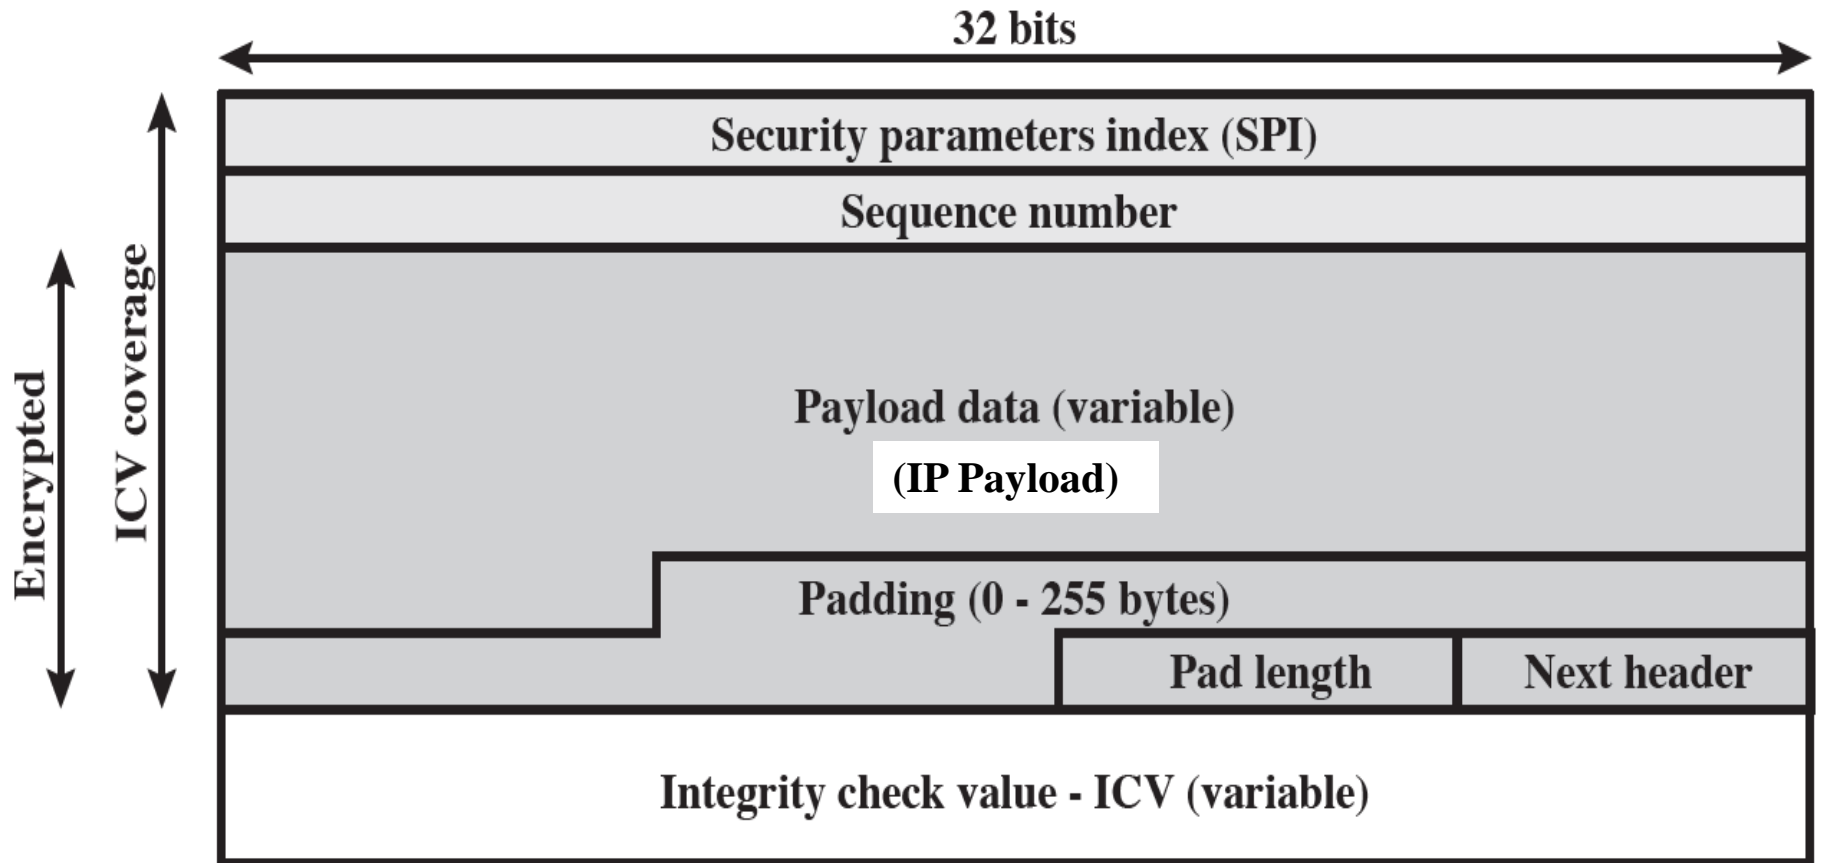 32 bits
Security parameters index (SPI)
Sequence number
Encrypted
ICV coverage
Payload data (variable)
(IP Payload)
Padding (0 - 255 bytes)
Pad length
Next header
Integrity check value - ICV (variable)